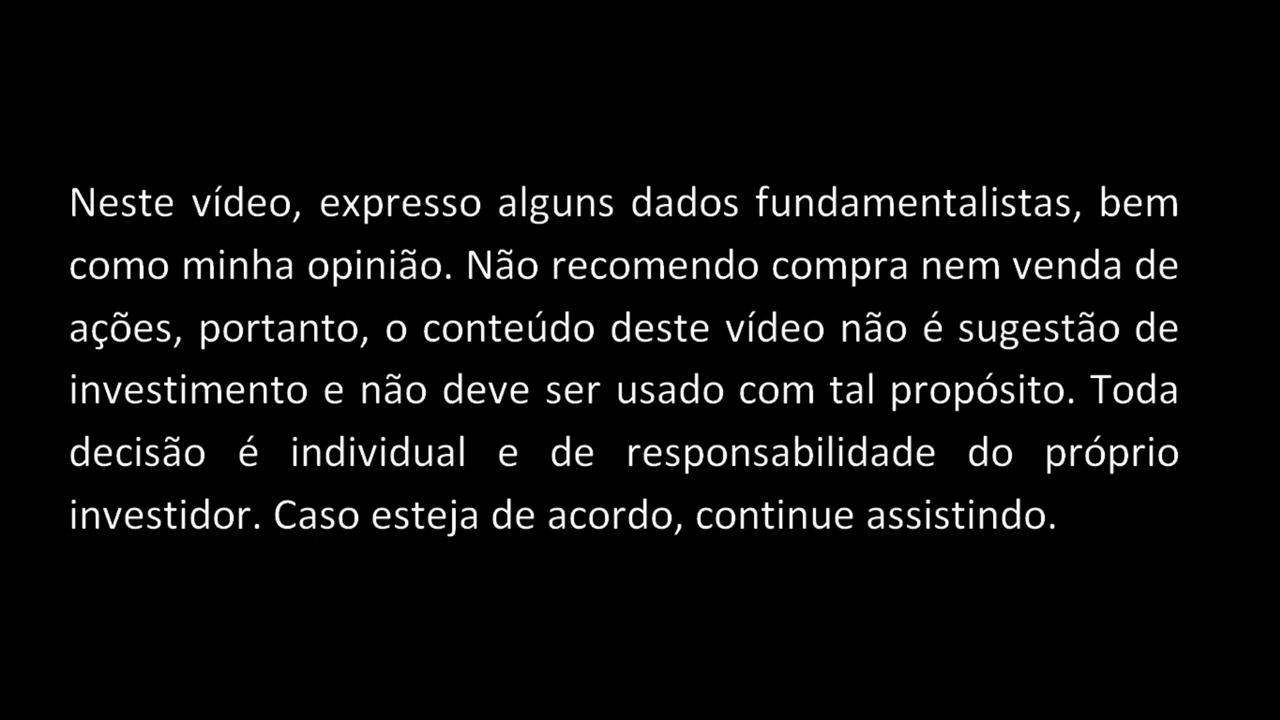 Neste vídeo, expresso alguns dados fundamentalistas, bem
como minha opinião. Não recomendo compra nem venda de
ações, portanto, o conteúdo deste vídeo não é sugestão de
investimento e não deve ser usado com tal propósito. Toda
decisão é individual e de responsabilidade do próprio
investidor. Caso esteja de acordo, continue assistindo.